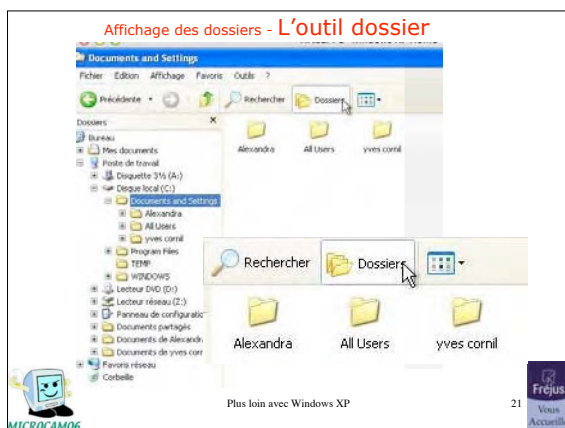 Affichage des dossiers - L'outil dossier
Documents and Settings
Fichier Edition Affichage Favoris Outils ?
Précédente Rechercher Dossiers
Dossiers
Bureau
Mes documents
Poste de travail
Disquette 3½ (A:)
Disque local (C:)
Documents and Settings
Alexandra
All Users
yves cornil
Program Files
TEMP
WINDOWS
Lecteur DVD (D:)
Lecteur réseau (Z:)
Panneau de configuratio
Documents partagés
Documents de Alexandr
Documents de yves corr
Favoris réseau
Corbeille
Alexandra All Users yves cornil
Rechercher Dossiers
Alexandra All Users yves cornil
MICROCAM06
Plus loin avec Windows XP
21
Fréjus
Vous
Accueille